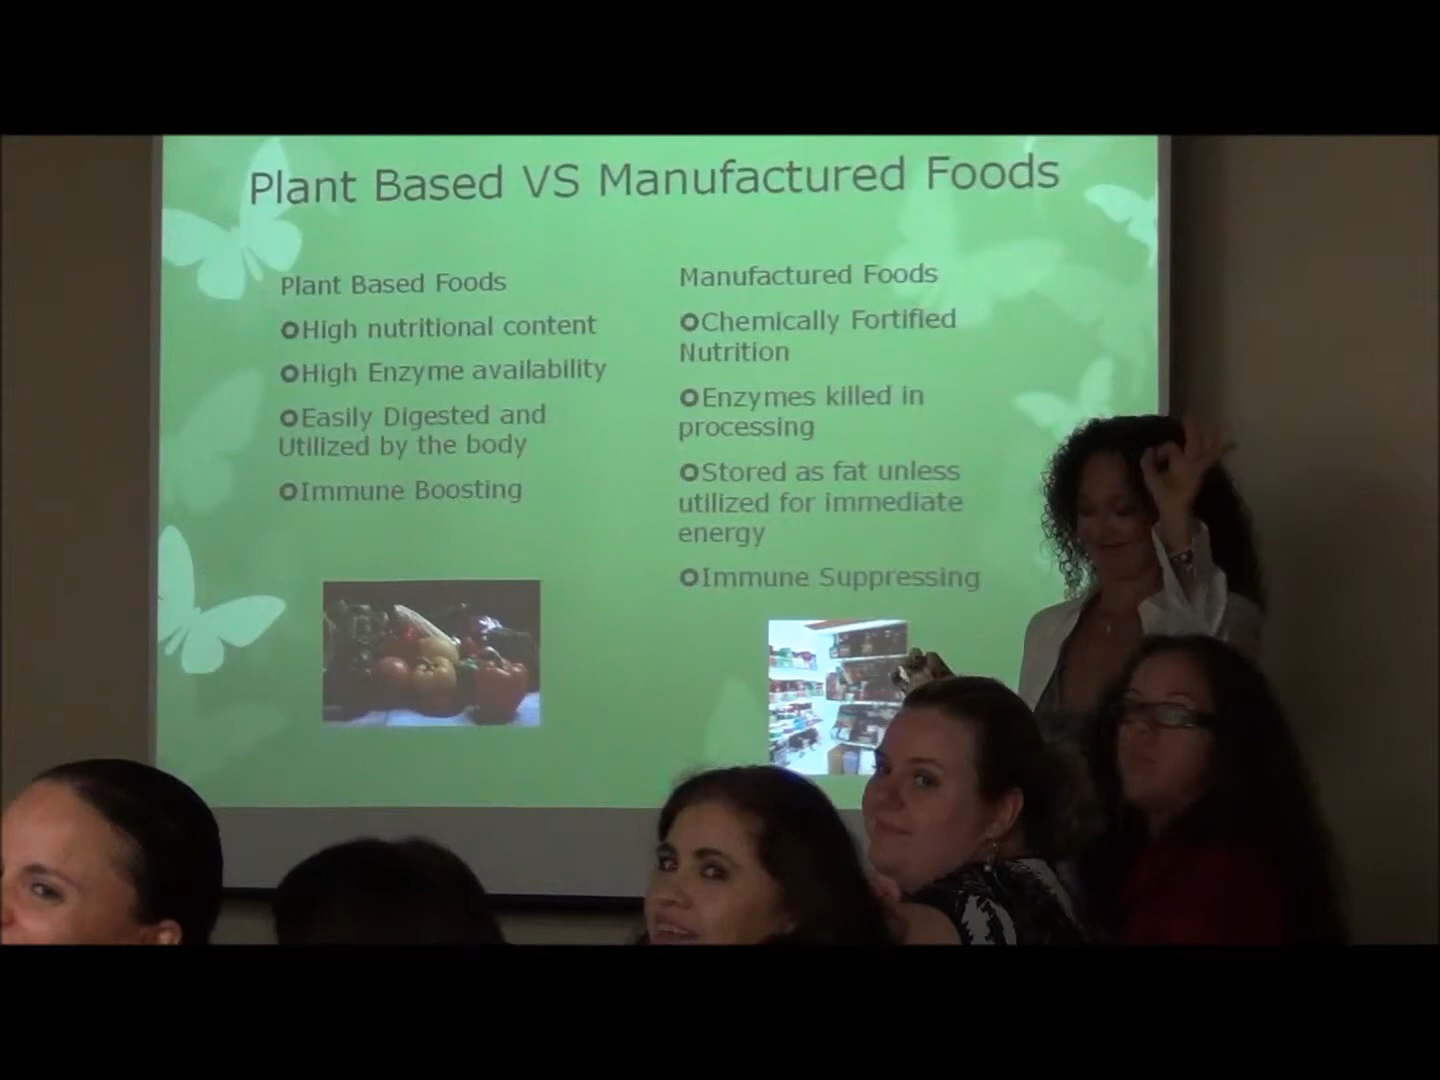 Plant Based VS Manufactured Foods
Plant Based Foods
High nutritional content
High Enzyme availability
Easily Digested and
Utilized by the body
Immune Boosting
Manufactured Foods
Chemically Fortified
Nutrition
Enzymes killed in
processing
Stored as fat unless
utilized for immediate
energy
Immune Suppressing